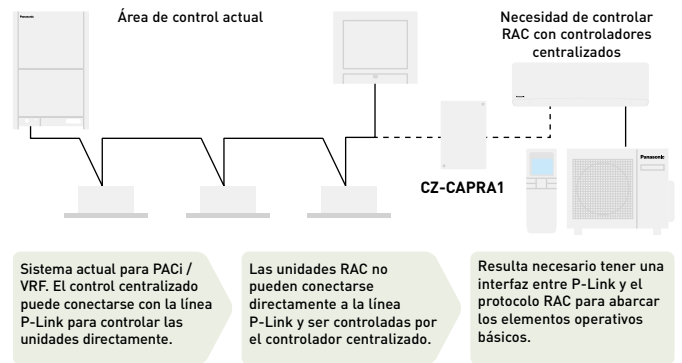 Área de control actual
Necesidad de controlar
RAC con controladores
centralizados
Panasonic
CZ-CAPRA1
Sistema actual para PACi /
VRF. El control centralizado
puede conectarse con la línea
P-Link para controlar las
unidades directamente.
Las unidades RAC no
pueden conectarse
directamente a la línea
P-Link y ser controladas por
el controlador centralizado.
Resulta necesario tener una
interfaz entre P-Link y el
protocolo RAC para abarcar
los elementos operativos
básicos.